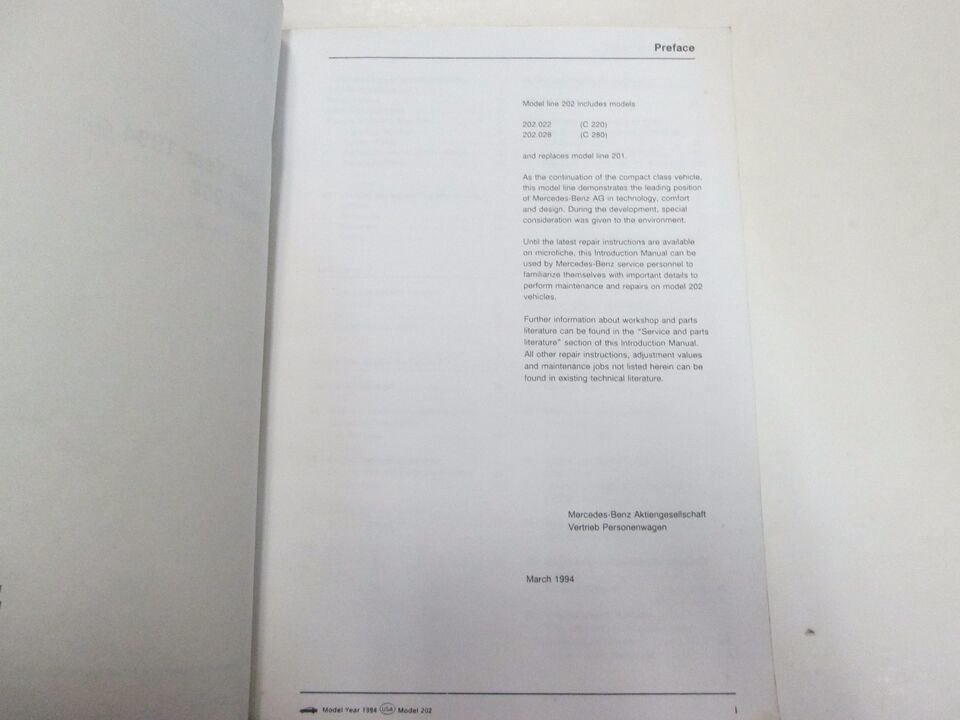 Preface
Model line 202 includes models
202.022 (C 220)
202.028 (C 280)
and replaces model line 201.
As the continuation of the compact class vehicle,
this model line demonstrates the leading position
of Mercedes-Benz AG in technology, comfort
and design. During the development, special
consideration was given to the environment.
Until the latest repair instructions are available
on microfiche, this Introduction Manual can be
used by Mercedes-Benz service personnel to
familiarize themselves with important details to
perform maintenance and repairs on model 202
vehicles.
Further information about workshop and parts
literature can be found in the "Service and parts
literature" section of this Introduction Manual.
All other repair instructions, adjustment values
and maintenance jobs not listed herein can be
found in existing technical literature.
Mercedes-Benz Aktiengesellschaft
Vertrieb Personenwagen
March 1994
Model Year 1994 USA Model 202 i